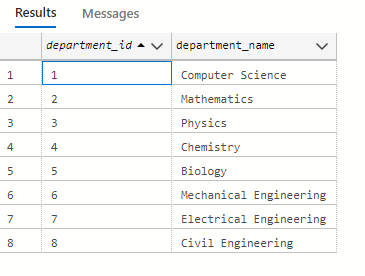 Results Messages
department_id department_name
1 1 Computer Science
2 2 Mathematics
3 3 Physics
4 4 Chemistry
5 5 Biology
6 6 Mechanical Engineering
7 7 Electrical Engineering
8 8 Civil Engineering